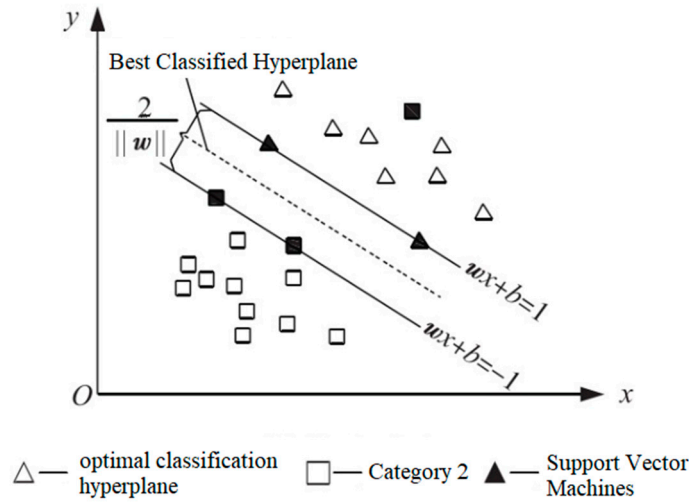 y
Best Classified Hyperplane
2
||w||
wx+b=1
wx+b=-1
O
x
optimal classification
hyperplane
Category 2
Support Vector
Machines